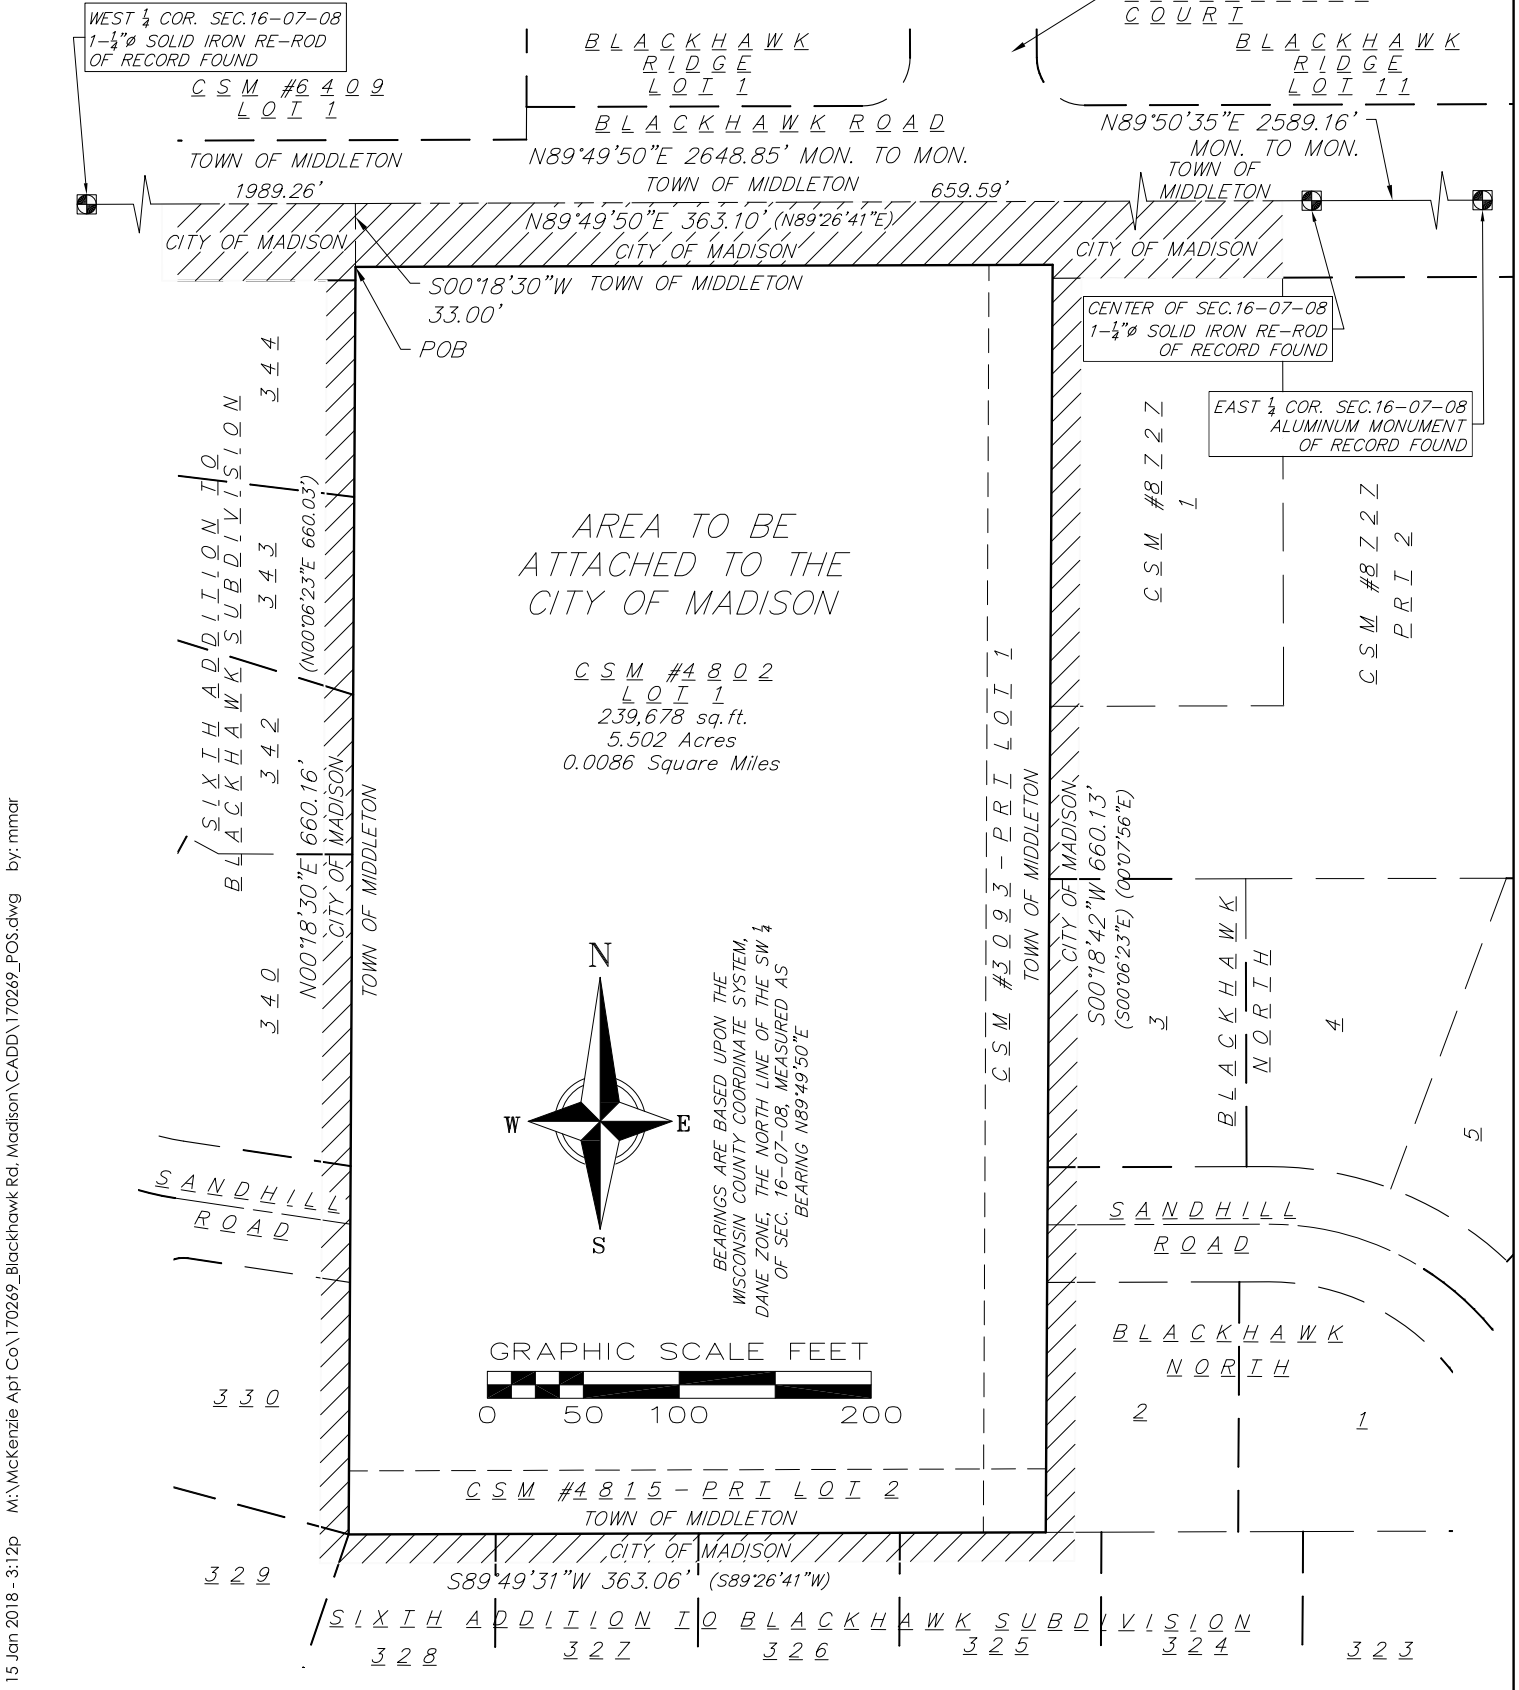 WEST 1/4 COR. SEC.16-07-08
1-1/4"ø SOLID IRON RE-ROD
OF RECORD FOUND
CSM #6409
LOT 1
BLACKHAWK
RIDGE
LOT 1
COURT
BLACKHAWK
RIDGE
LOT 11
BLACKHAWK ROAD
N89°50'35"E 2589.16'
MON. TO MON.
TOWN OF MIDDLETON
N89°49'50"E 2648.85' MON. TO MON.
TOWN OF
MIDDLETON
1989.26'
TOWN OF MIDDLETON
659.59'
N89°49'50"E 363.10' (N89°26'41"E)
CITY OF MADISON
CITY OF MADISON
CITY OF MADISON
S00°18'30"W
33.00'
TOWN OF MIDDLETON
POB
CENTER OF SEC.16-07-08
1-1/4"ø SOLID IRON RE-ROD
OF RECORD FOUND
EAST 1/4 COR. SEC.16-07-08
ALUMINUM MONUMENT
OF RECORD FOUND
344
SIXTH ADDITION TO
BLACKHAWK SUBDIVISION
343
342
340
(N00°06'23"E 660.03')
N00°18'30"E 660.16'
CITY OF MADISON
TOWN OF MIDDLETON
AREA TO BE
ATTACHED TO THE
CITY OF MADISON
CSM #4802
LOT 1
239,678 sq.ft.
5.502 Acres
0.0086 Square Miles
CSM #3093-PRT LOT 1
TOWN OF MIDDLETON
CITY OF MADISON
S00°18'42"W 660.13'
(S00°06'23"E) (00°07'56"E)
CSM #8727
1
CSM #8727
PRT 2
BLACKHAWK
NORTH
3
4
5
N
W
E
S
BEARINGS ARE BASED UPON THE
WISCONSIN COUNTY COORDINATE SYSTEM,
DANE ZONE, THE NORTH LINE OF THE SW 1/4
OF SEC. 16-07-08, MEASURED AS
BEARING N89°49'50"E
SANDHILL
ROAD
SANDHILL
ROAD
BLACKHAWK
NORTH
2
1
GRAPHIC SCALE FEET
0 50 100 200
330
329
CSM #4815-PRT LOT 2
TOWN OF MIDDLETON
CITY OF MADISON
S89°49'31"W 363.06' (S89°26'41"W)
SIXTH ADDITION TO BLACKHAWK SUBDIVISION
328 327 326 325 324 323
15 Jan 2018 - 3:12p M:\McKenzie Apt Co\170269_Blackhawk Rd, Madison\CADD\170269_POS.dwg by: mmar